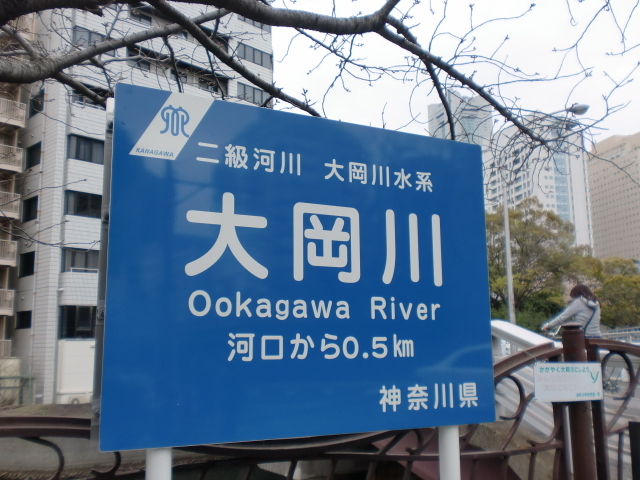 KANAGAWA
二級河川 大岡川水系
大岡川
Ookagawa River
河口から0.5km
神奈川県